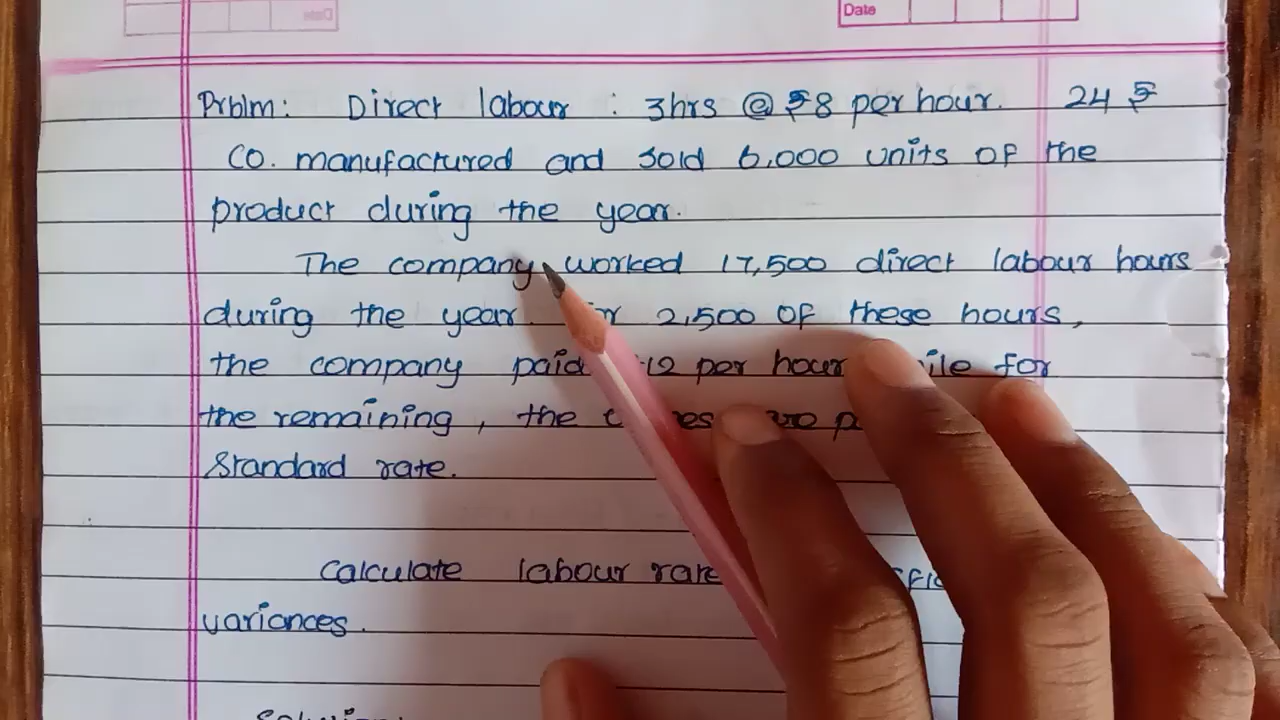 Date
Prblm: Direct labour : 3hrs @ ₹8 per hour. 24 ₹
Co. manufactured and sold 6,000 units of the
product during the year.
The company worked 17,500 direct labour hours
during the year. 2,500 of these hours,
the company paid 12 per hour for
the remaining, the
Standard rate.
Calculate labour rate
variances.
Solution: